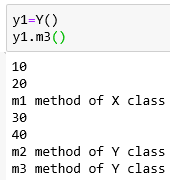 y1=Y()
y1.m3()
10
20
m1 method of X class
30
40
m2 method of Y class
m3 method of Y class